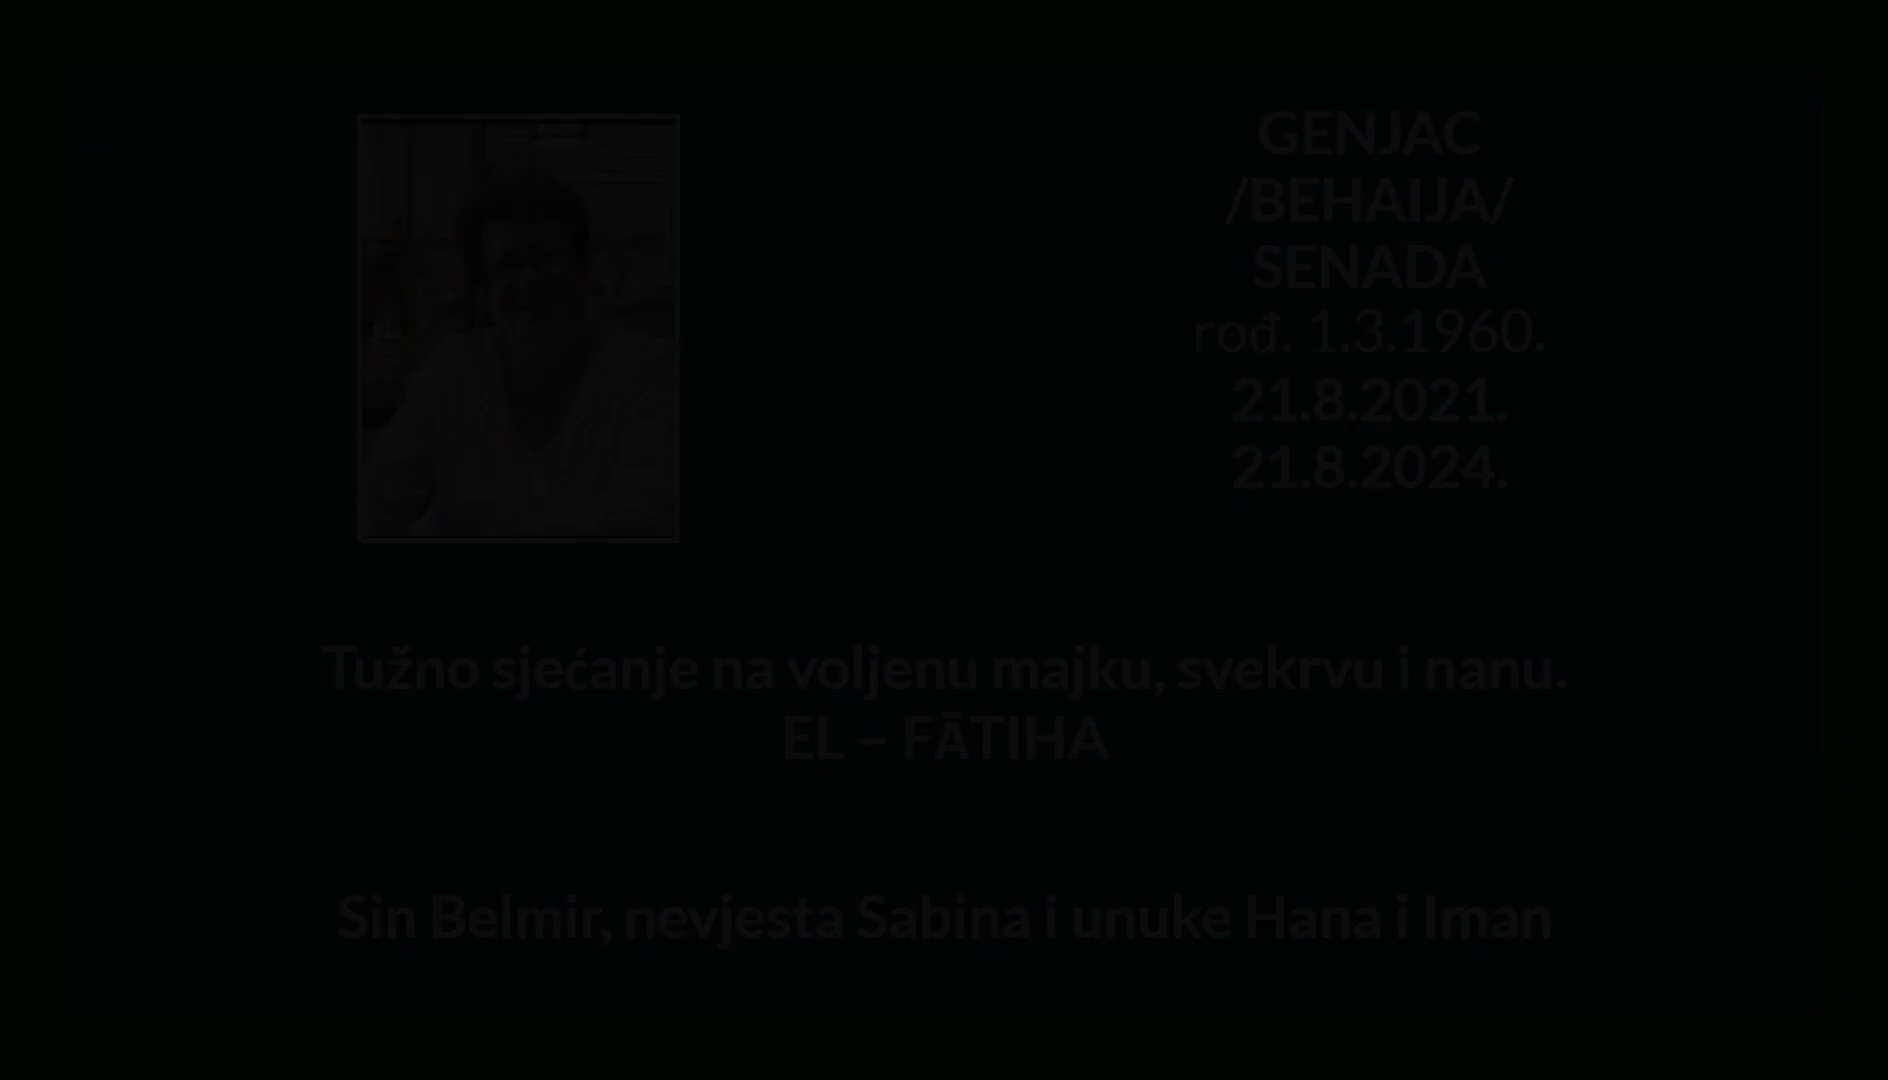 GENJAC
/BEHAIJA/
SENADA
rođ. 1.3.1960.
21.8.2021.
21.8.2024.
Tužno sjećanje na voljenu majku, svekrvu i nanu.
EL – FĀTIHA
Sin Belmir, nevjesta Sabina i unuke Hana i Iman